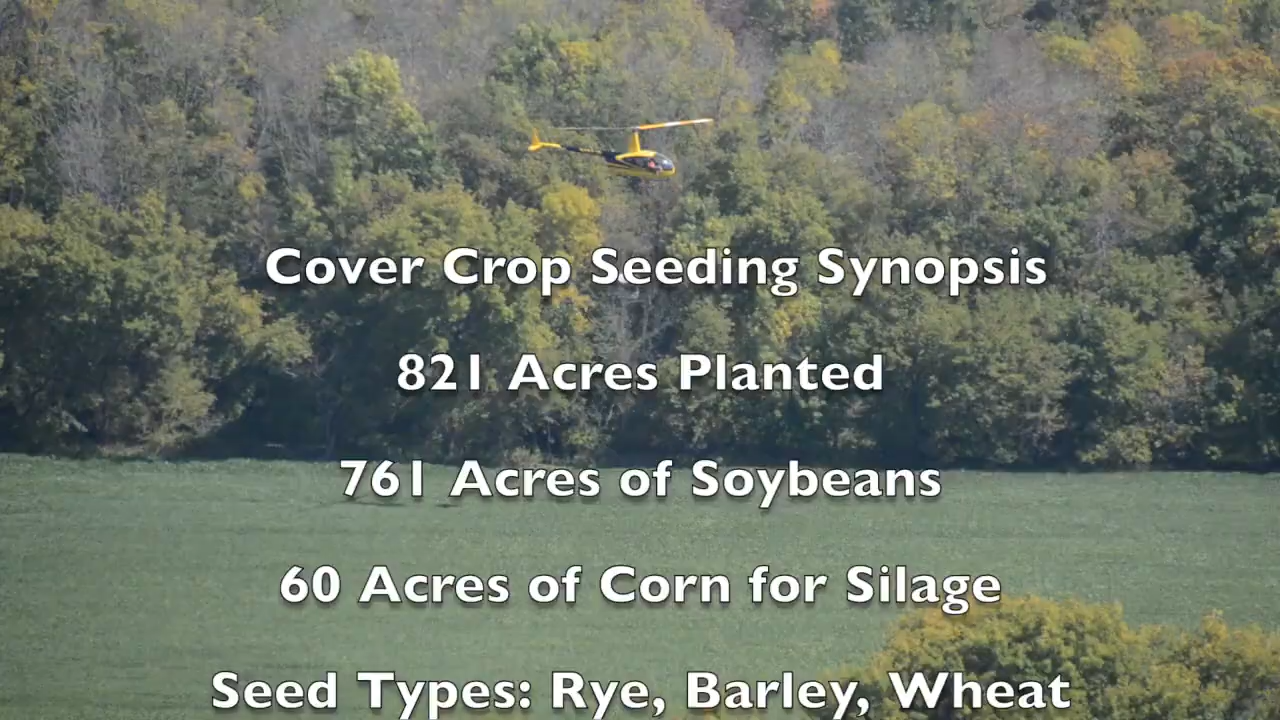 Cover Crop Seeding Synopsis
821 Acres Planted
761 Acres of Soybeans
60 Acres of Corn for Silage
Seed Types: Rye, Barley, Wheat